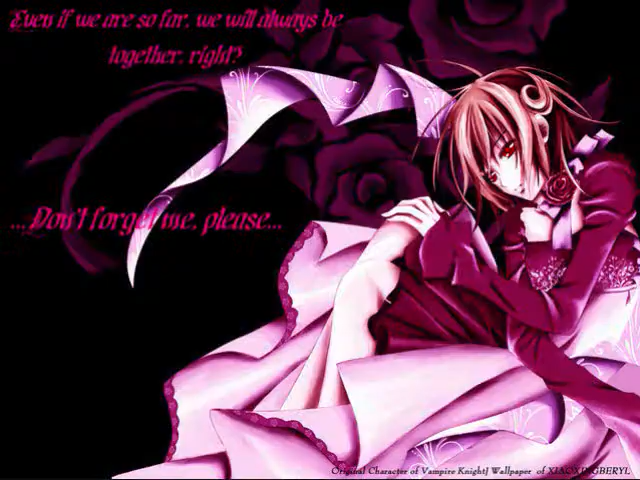 Even if we are so far, we will always be
together, right?
...Don't forget me, please...
Original Character of Vampire Knight] Wallpaper of XIAOXINGBERYL